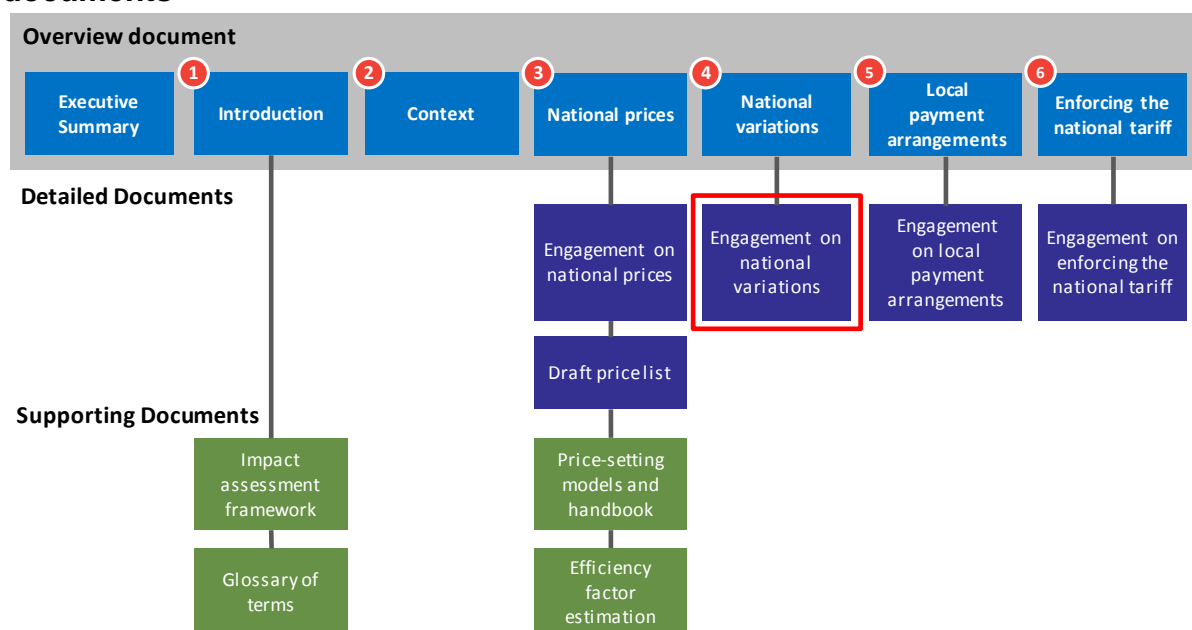 Overview document
1
2
3
4
5
6
Executive
Summary
Introduction
Context
National prices
National
variations
Local
payment
arrangements
Enforcing the
national tariff
Detailed Documents
Engagement on
national prices
Engagement on
national
variations
Engagement
on local
payment
arrangements
Engagement on
enforcing the
national tariff
Draft price list
Supporting Documents
Impact
assessment
framework
Price-setting
models and
handbook
Glossary of
terms
Efficiency
factor
estimation